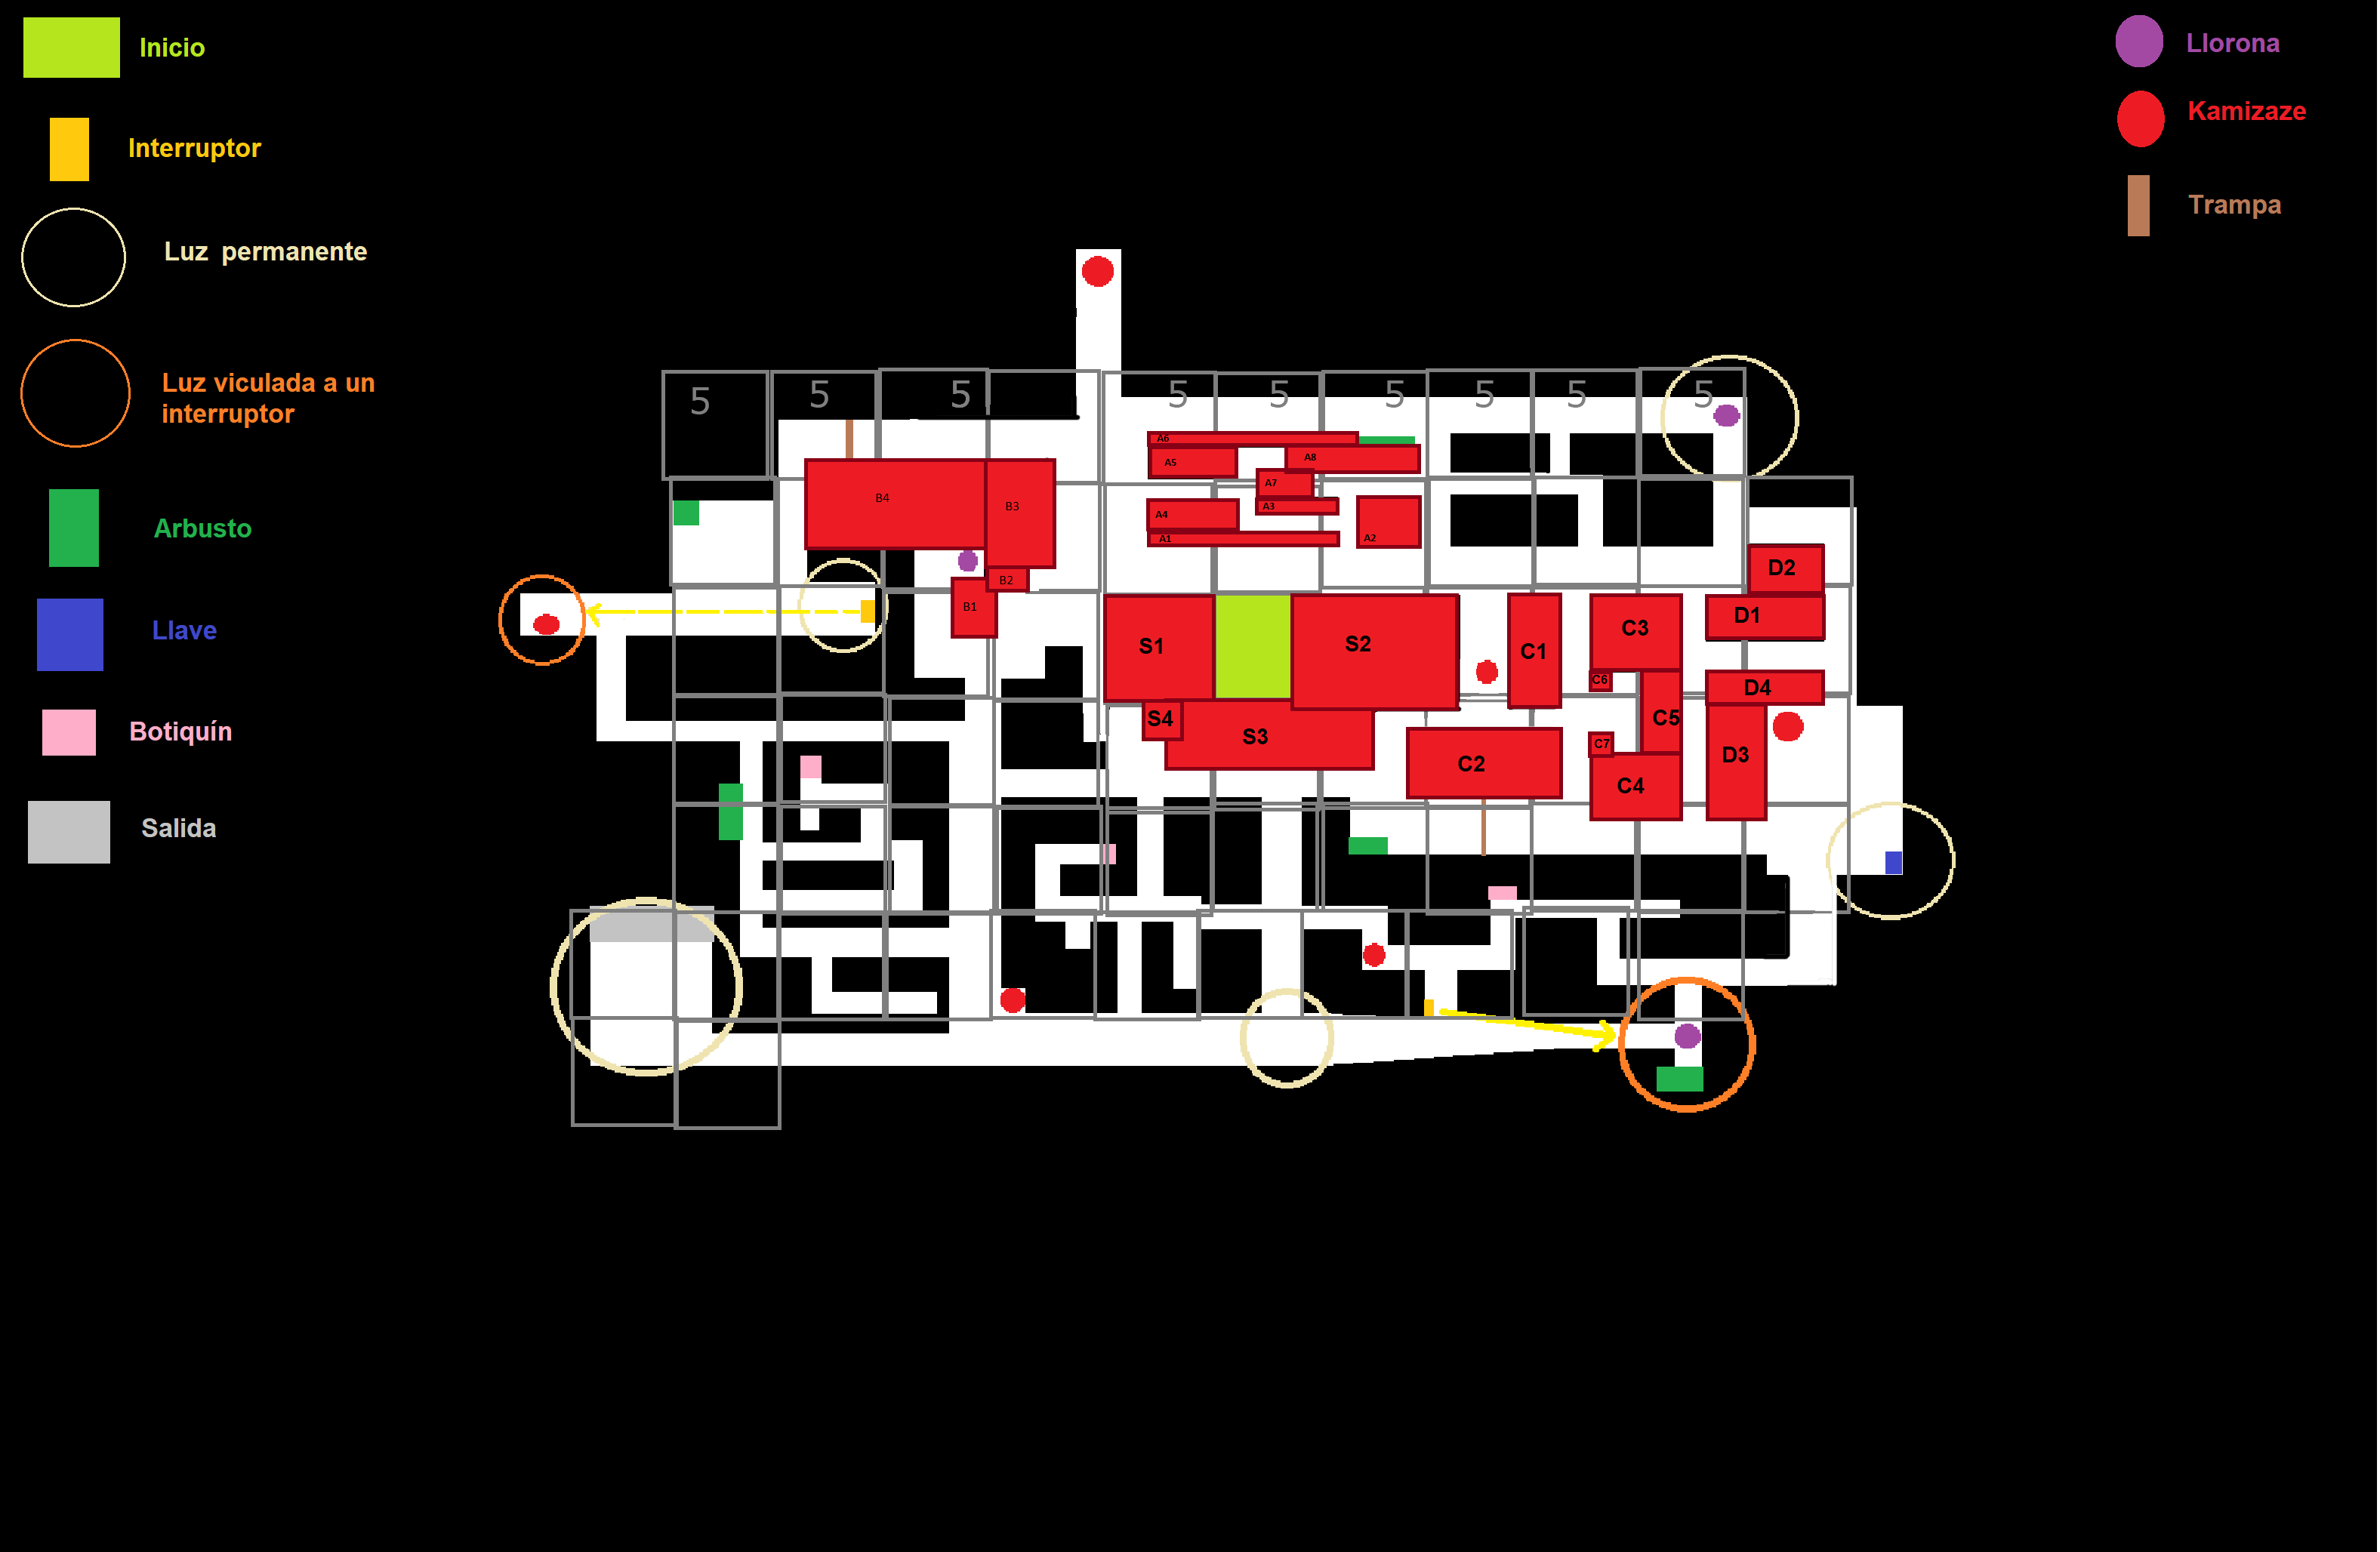 Inicio
Interruptor
Luz permanente
Luz viculada a un
interruptor
Arbusto
Llave
Botiquín
Salida
Llorona
Kamizaze
Trampa
5 5 5 5 5 5 5 5 5
A6
A5 A8
A7
A4 A3
A1 A2
B4 B3
B2
B1
S1 S2
S4 S3
C1 C3
C6
C5
C2 C7
C4
D2
D1
D4
D3